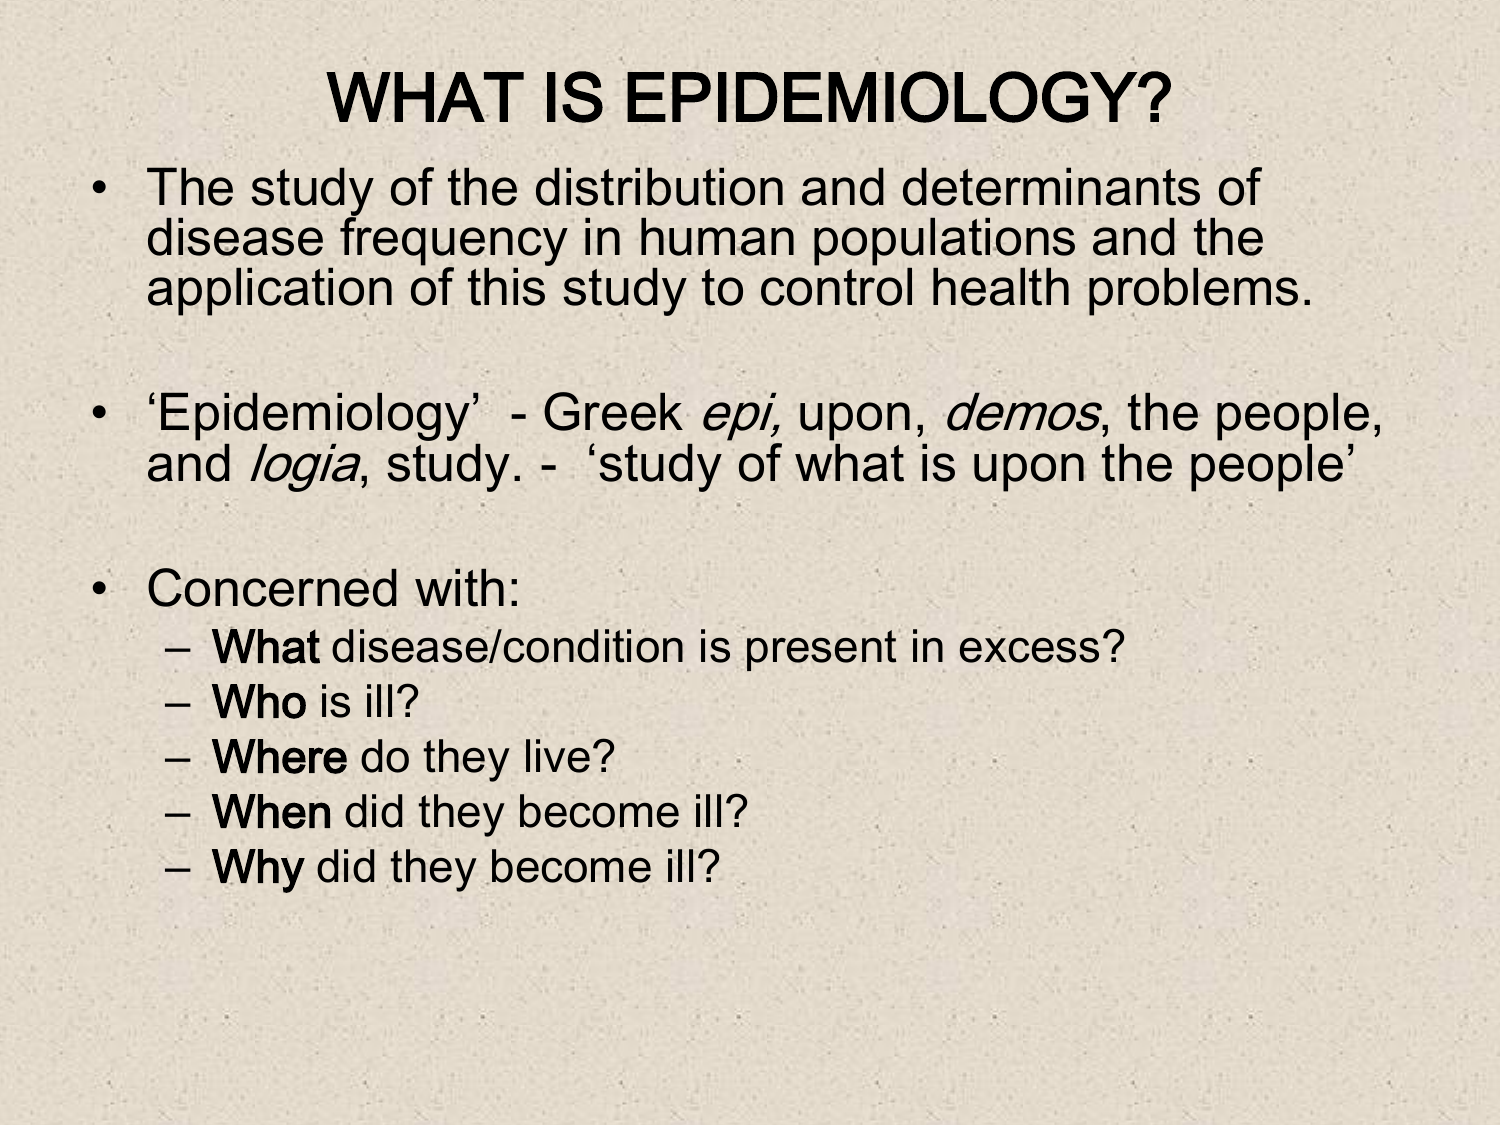 WHAT IS EPIDEMIOLOGY?
• The study of the distribution and determinants of
disease frequency in human populations and the
application of this study to control health problems.
• ‘Epidemiology’  - Greek epi, upon, demos, the people,
and logia, study. -  ‘study of what is upon the people’
• Concerned with:
– What disease/condition is present in excess?
– Who is ill?
– Where do they live?
– When did they become ill?
– Why did they become ill?